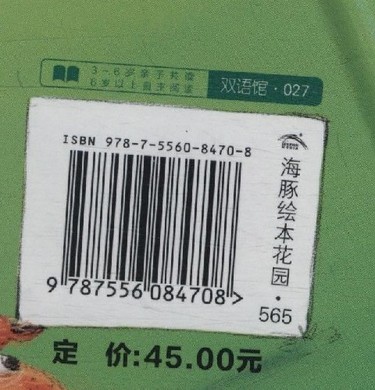 3-6岁亲子共读
6岁以上自主阅读
双语馆·027
ISBN 978-7-5560-8470-8
海豚绘本花园·565
9 787556 084708 >
定 价:45.00元